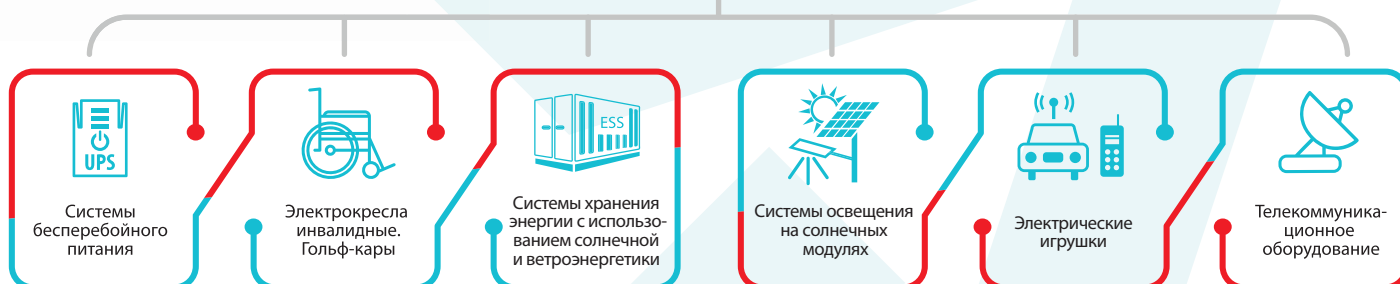 UPS
Системы
бесперебойного
питания
Электрокресла
инвалидные.
Гольф-кары
ESS
Системы хранения
энергии с использо-
ванием солнечной
и ветроэнергетики
Системы освещения
на солнечных
модулях
Электрические
игрушки
Телекоммуника-
ционное
оборудование